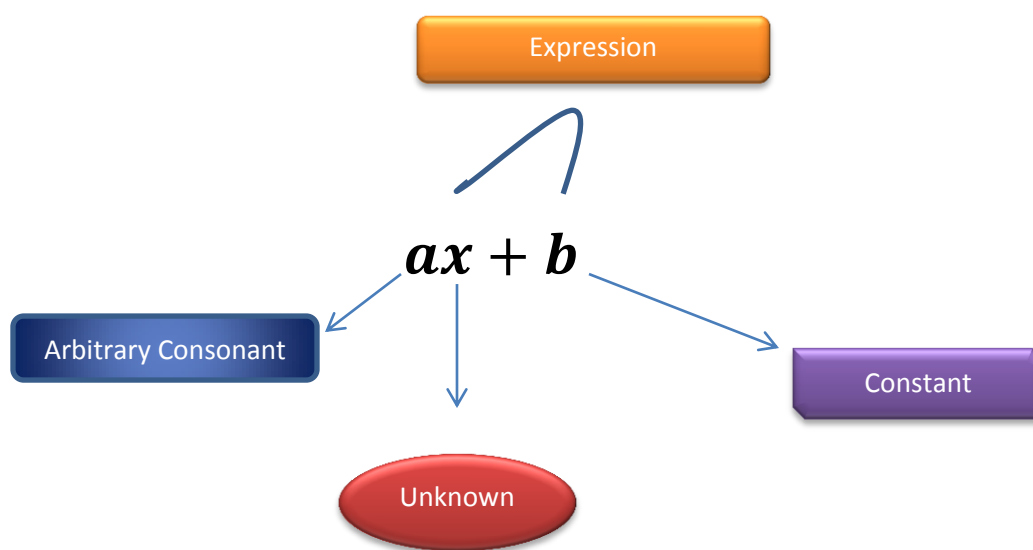 Expression
ax + b
Arbitrary Consonant
Constant
Unknown